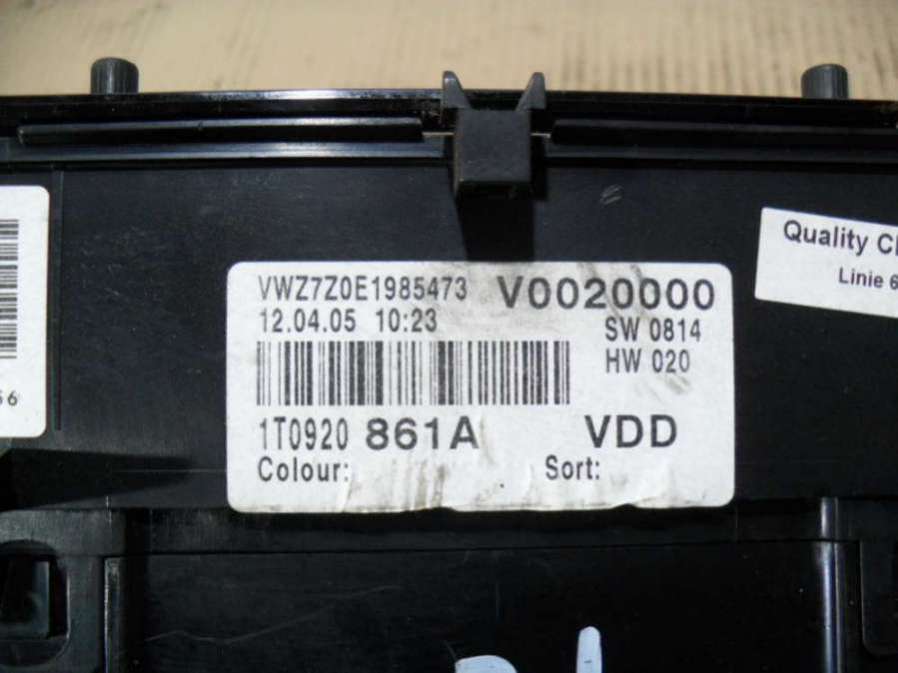 VWZ7Z0E1985473 V0020000
12.04.05 10:23 SW 0814
HW 020
1T0920 861A VDD
Colour: Sort:
Quality
Linie 6